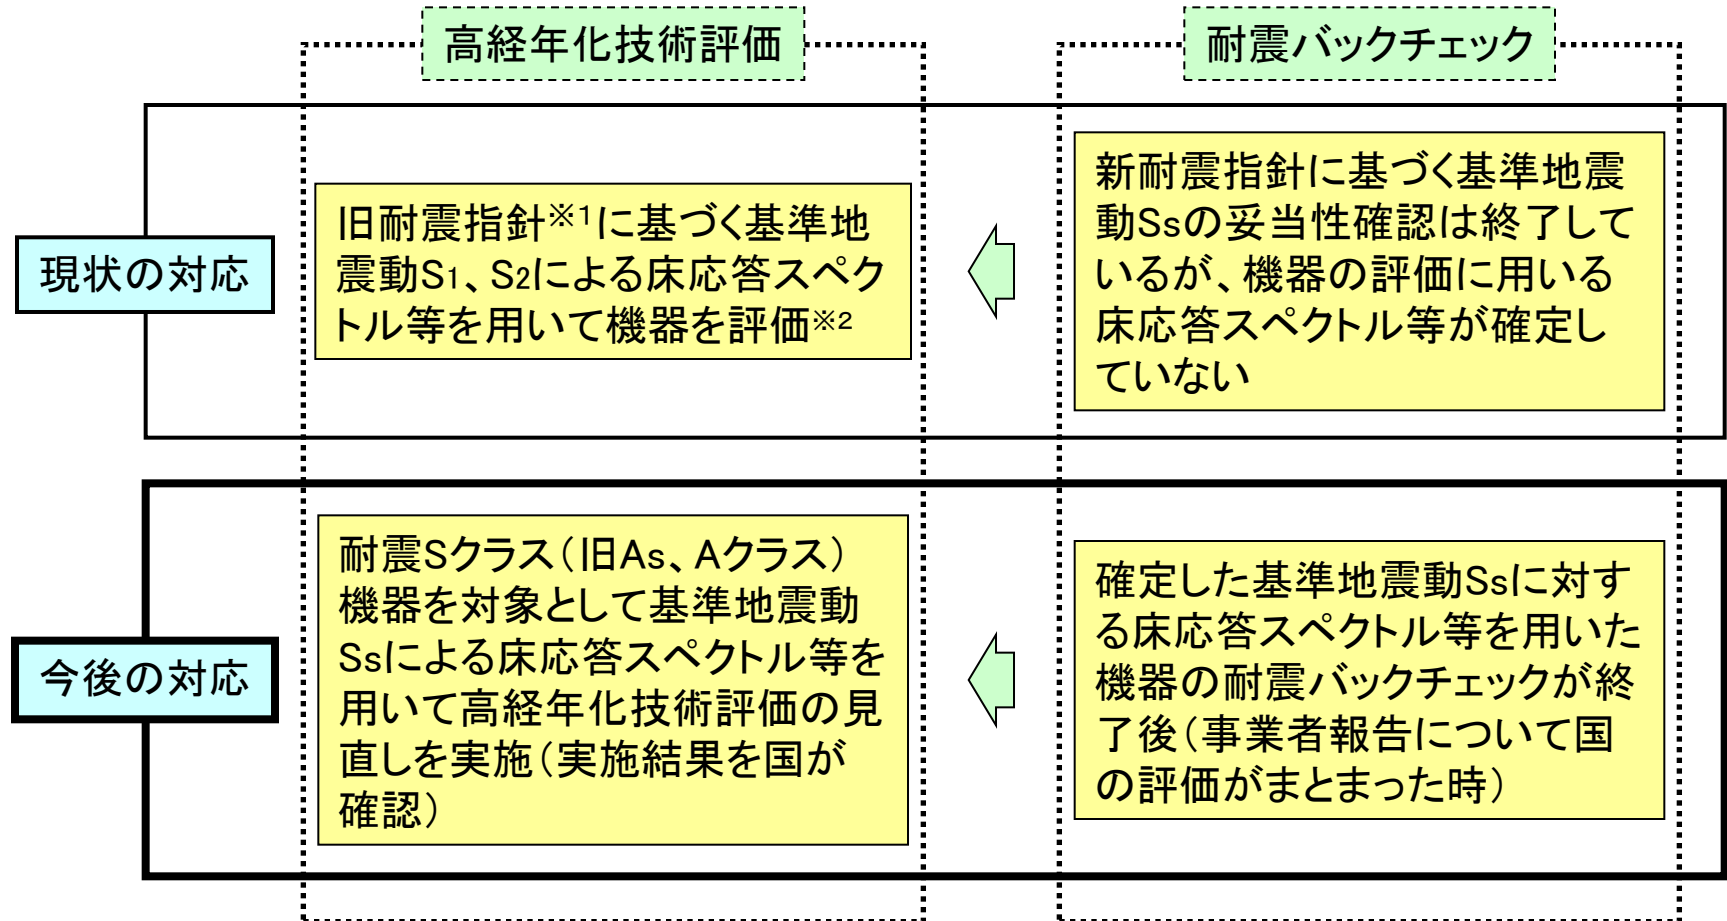 高経年化技術評価
耐震バックチェック
現状の対応
旧耐震指針※1に基づく基準地
震動S1、S2による床応答スペク
トル等を用いて機器を評価※2
新耐震指針に基づく基準地震
動Ssの妥当性確認は終了して
いるが、機器の評価に用いる
床応答スペクトル等が確定し
ていない
今後の対応
耐震Sクラス（旧As、Aクラス）
機器を対象として基準地震動
Ssによる床応答スペクトル等を
用いて高経年化技術評価の見
直しを実施（実施結果を国が
確認）
確定した基準地震動Ssに対す
る床応答スペクトル等を用いた
機器の耐震バックチェックが終
了後（事業者報告について国
の評価がまとまった時）